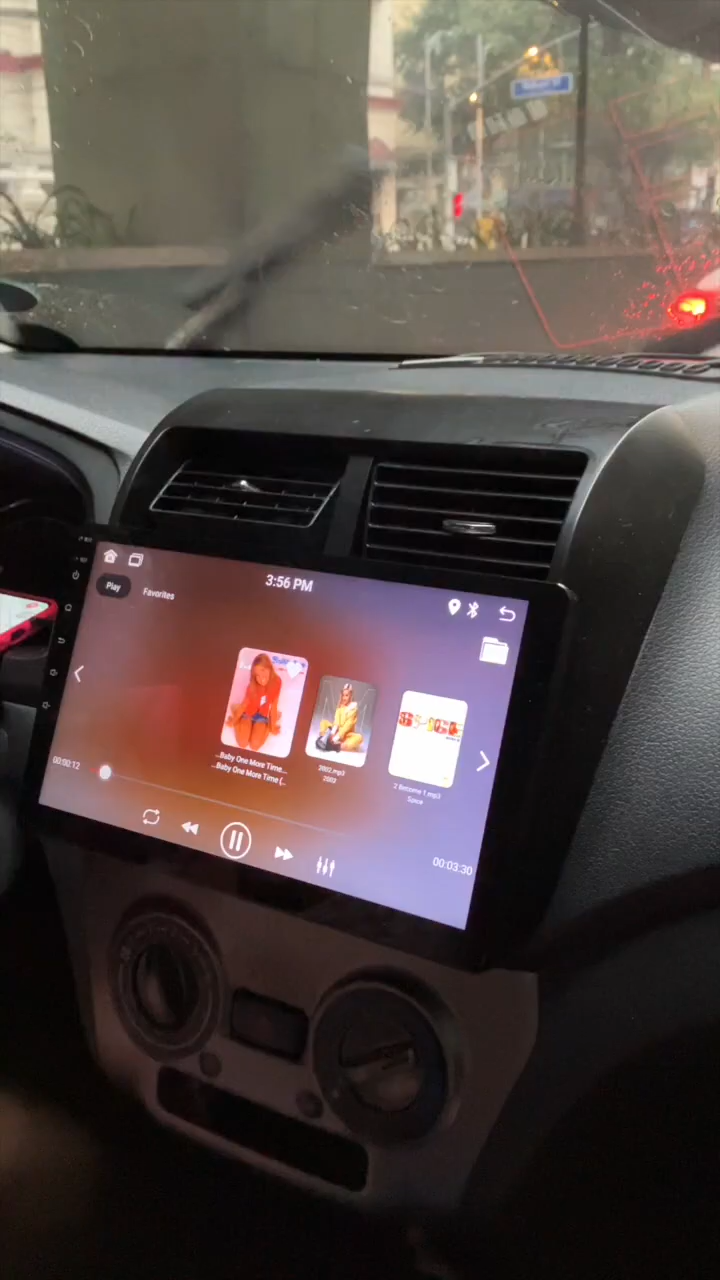 3:56 PM
Play
Favorites
...Baby One More Time...
...Baby One More Time (..
2002.mp3
2002
SPICE
2 Become 1.mp3
Spice
00:00:12
00:03:30